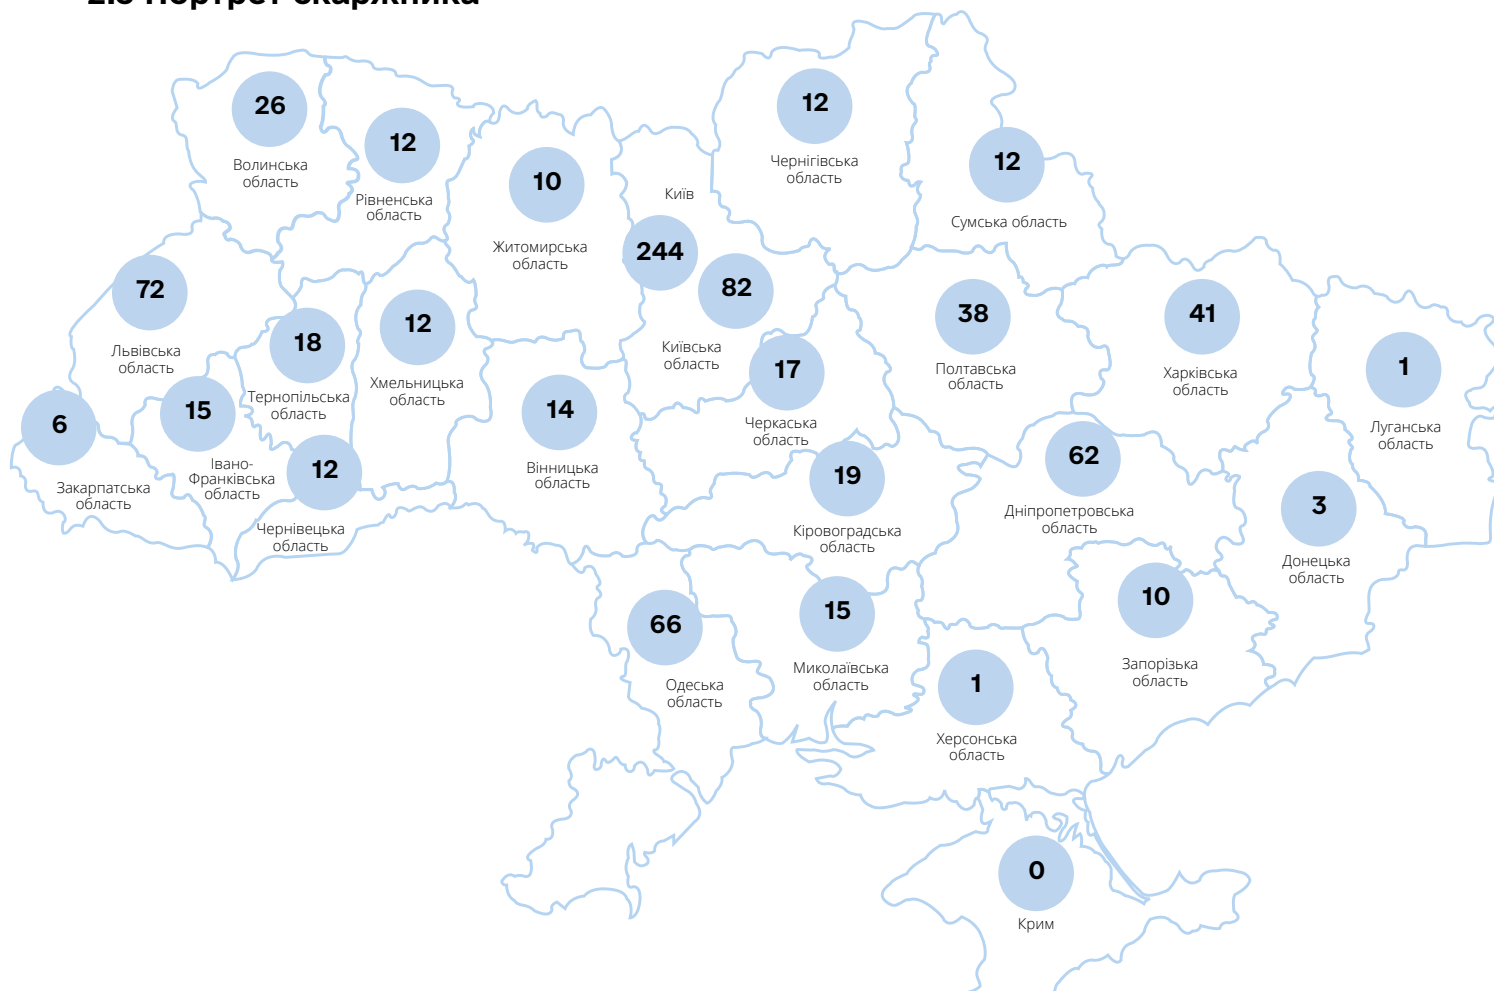 2.3 Портрет скаржника
26
Волинська
область
12
Рівненська
область
10
Житомирська
область
Київ
244
82
Київська
область
12
Чернігівська
область
12
Сумська область
72
Львівська
область
18
Тернопільська
область
12
Хмельницька
область
6
Закарпатська
область
15
Івано-
Франківська
область
12
Чернівецька
область
14
Вінницька
область
17
Черкаська
область
38
Полтавська
область
41
Харківська
область
1
Луганська
область
19
Кіровоградська
область
62
Дніпропетровська
область
3
Донецька
область
66
Одеська
область
15
Миколаївська
область
1
Херсонська
область
10
Запорізька
область
0
Крим